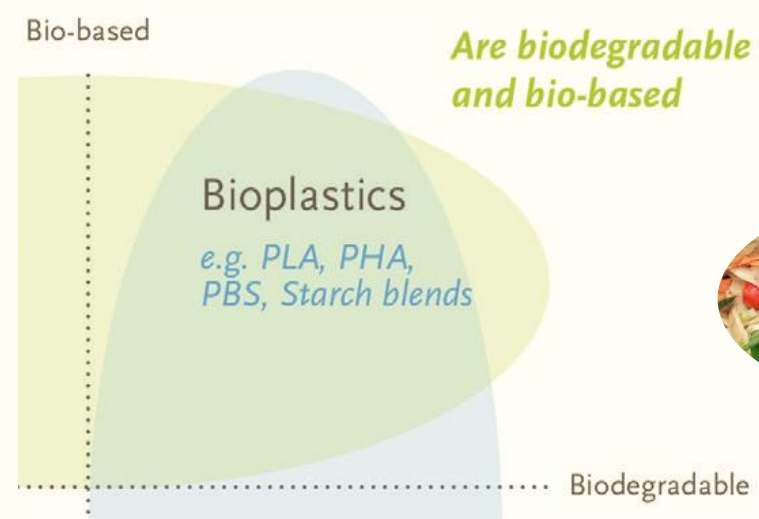 Bio-based
Are biodegradable
and bio-based
Bioplastics
e.g. PLA, PHA,
PBS, Starch blends
Biodegradable